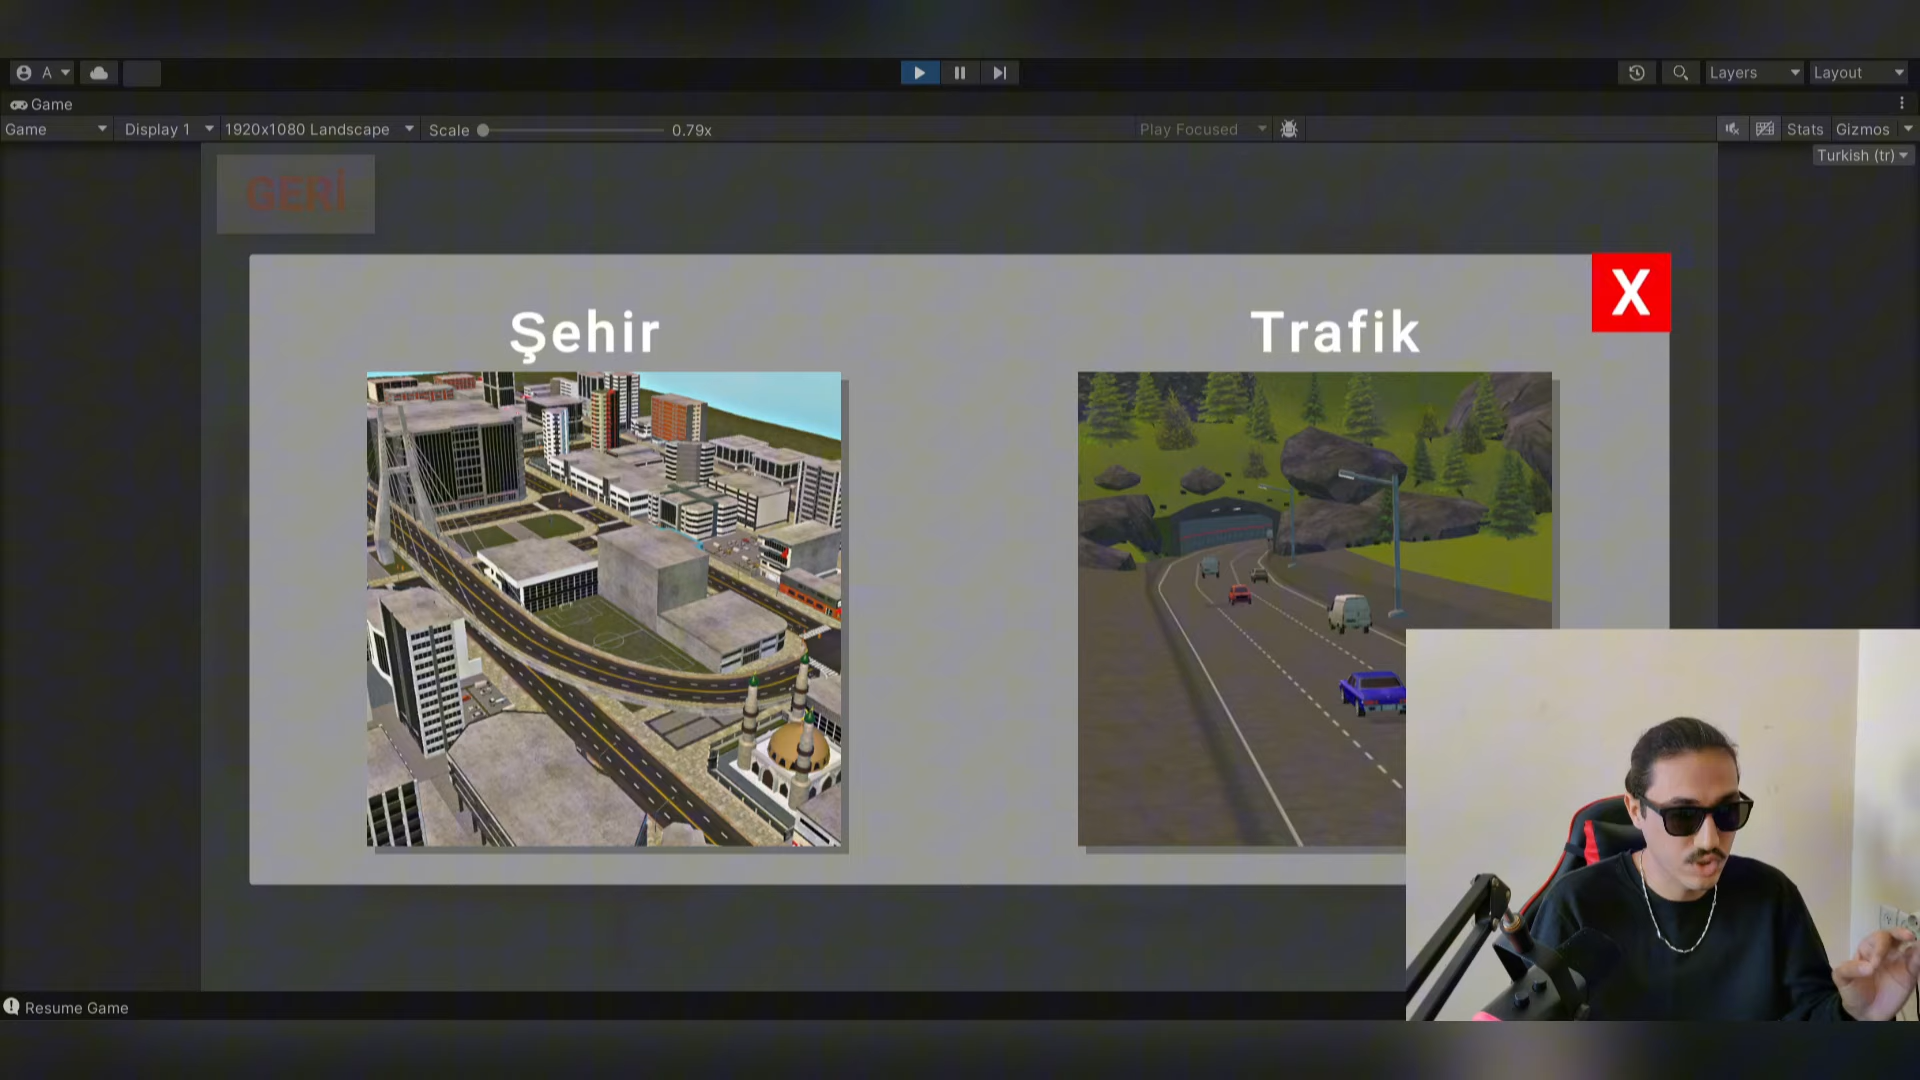 A
Layers
Layout
Game
Game
Display 1
1920x1080 Landscape
Scale
0.79x
Play Focused
Stats
Gizmos
Turkish (tr)
GERİ
X
Şehir
Trafik
Resume Game